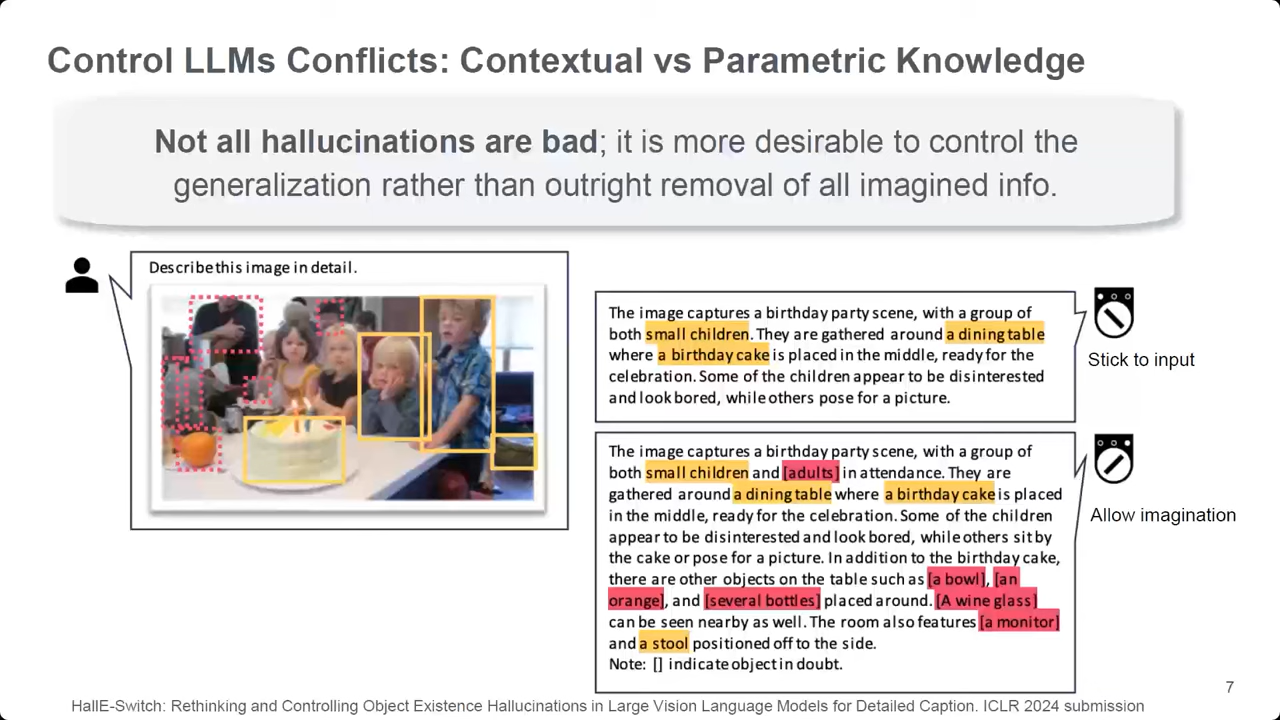 Control LLMs Conflicts: Contextual vs Parametric Knowledge
Not all hallucinations are bad; it is more desirable to control the
generalization rather than outright removal of all imagined info.
Describe this image in detail.
The image captures a birthday party scene, with a group of
both small children. They are gathered around a dining table
where a birthday cake is placed in the middle, ready for the
celebration. Some of the children appear to be disinterested
and look bored, while others pose for a picture.
Stick to input
The image captures a birthday party scene, with a group of
both small children and [adults] in attendance. They are
gathered around a dining table where a birthday cake is placed
in the middle, ready for the celebration. Some of the children
appear to be disinterested and look bored, while others sit by
the cake or pose for a picture. In addition to the birthday cake,
there are other objects on the table such as [a bowl], [an
orange], and [several bottles] placed around. [A wine glass]
can be seen nearby as well. The room also features [a monitor]
and a stool positioned off to the side.
Note: [] indicate object in doubt.
Allow imagination
7
HallE-Switch: Rethinking and Controlling Object Existence Hallucinations in Large Vision Language Models for Detailed Caption. ICLR 2024 submission